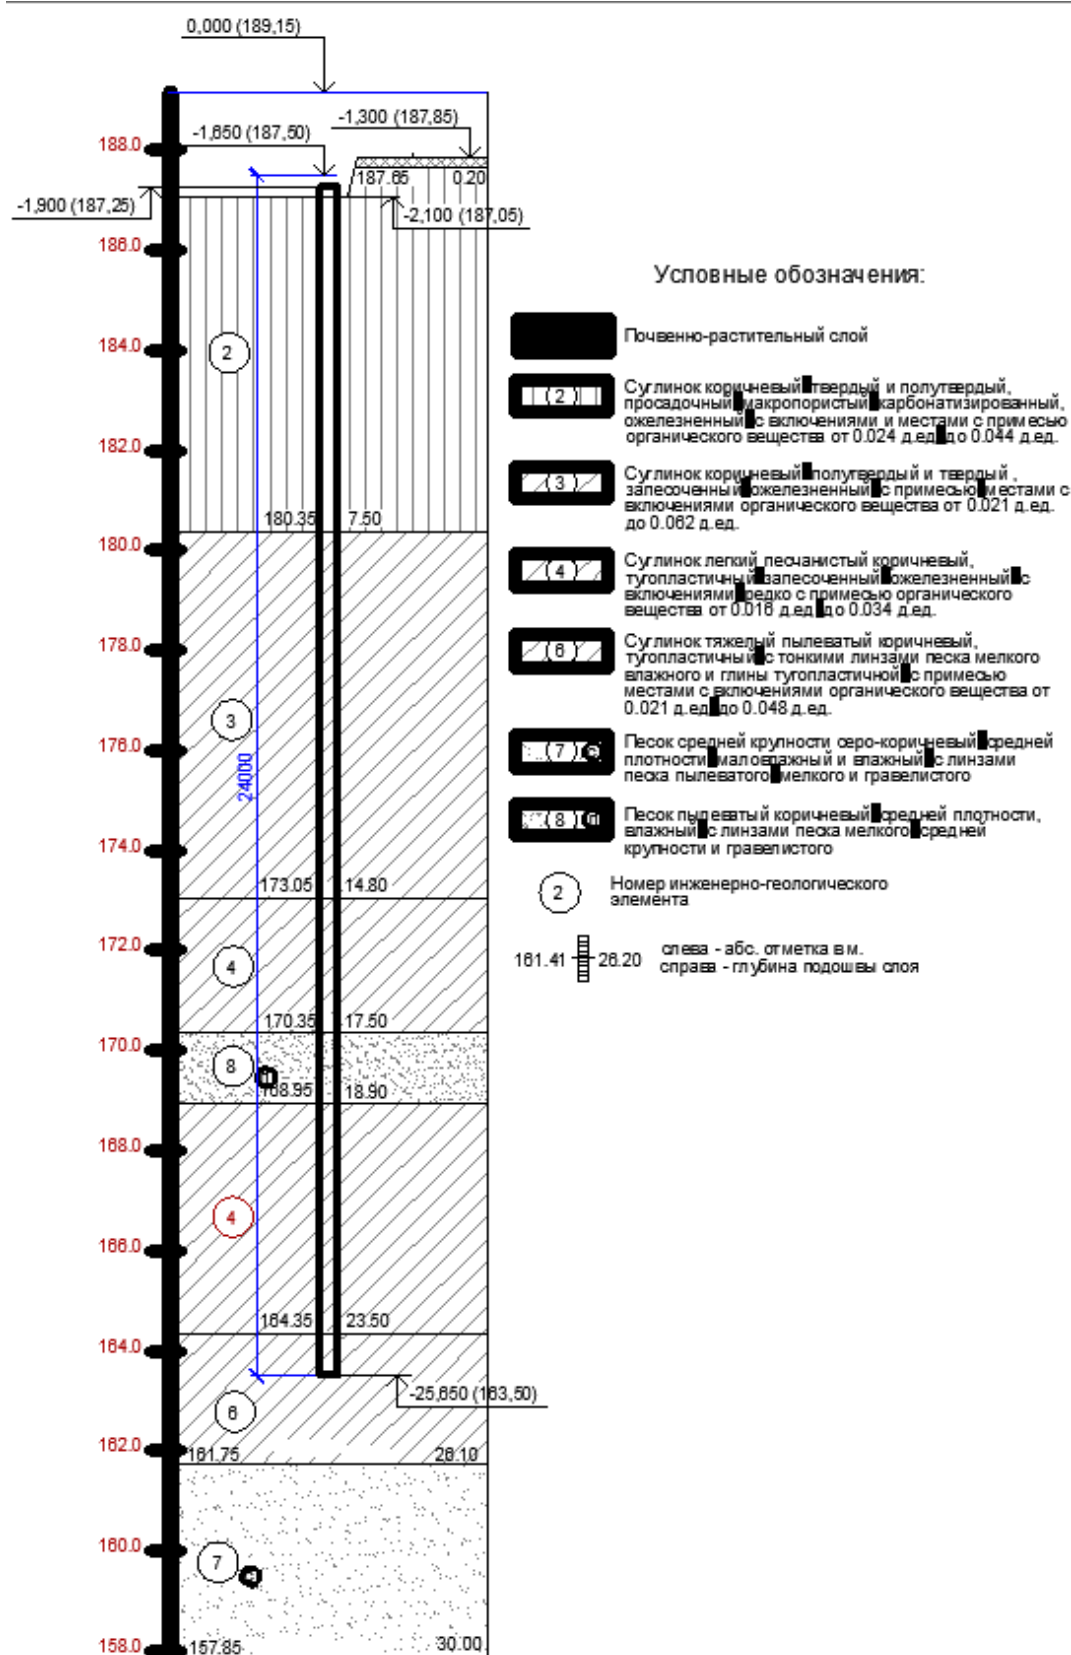 0,000 (189,15)
-1,300 (187,85)
-1,650 (187,50)
188.0
187.65 0.20
-1,900 (187,25)
-2,100 (187,05)
186.0
Условные обозначения:
Почвенно-растительный слой
184.0
2
(2)
Суглинок коричневый твердый и полутвердый,
просадочный макропористый карбонатизированный,
ожелезненный с включениями и местами с примесью
органического вещества от 0.024 д.ед до 0.044 д.ед.
182.0
(3)
Суглинок коричневый полутвердый и твердый ,
запесоченный ожелезненный с примесью местами с
включениями органического вещества от 0.021 д.ед.
до 0.062 д.ед.
180.35 7.50
180.0
(4)
Суглинок легкий песчанистый коричневый,
тугопластичный запесоченный ожелезненный с
включениями редко с примесью органического
вещества от 0.016 д.ед до 0.034 д.ед.
178.0
(6)
Суглинок тяжелый пылеватый коричневый,
тугопластичный с тонкими линзами песка мелкого
влажного и глины тугопластичной с примесью
местами с включениями органического вещества от
0.021 д.ед до 0.048 д.ед.
3
176.0
24000
(7)
Песок средней крупности серо-коричневый средней
плотности маловлажный и влажный с линзами
песка пылеватого мелкого и гравелистого
(8)
Песок пылеватый коричневый средней плотности,
влажный с линзами песка мелкого средней
крупности и гравелистого
174.0
173.05 14.80
2
Номер инженерно-геологического
элемента
172.0
4
161.41 26.20
слева - абс. отметка в м.
справа - глубина подошвы слоя
170.35 17.50
170.0
8
168.95 18.90
168.0
4
166.0
164.35 23.50
164.0
-25,650 (163,50)
6
162.0
161.75 26.10
160.0
7
158.0
157.85 30.00